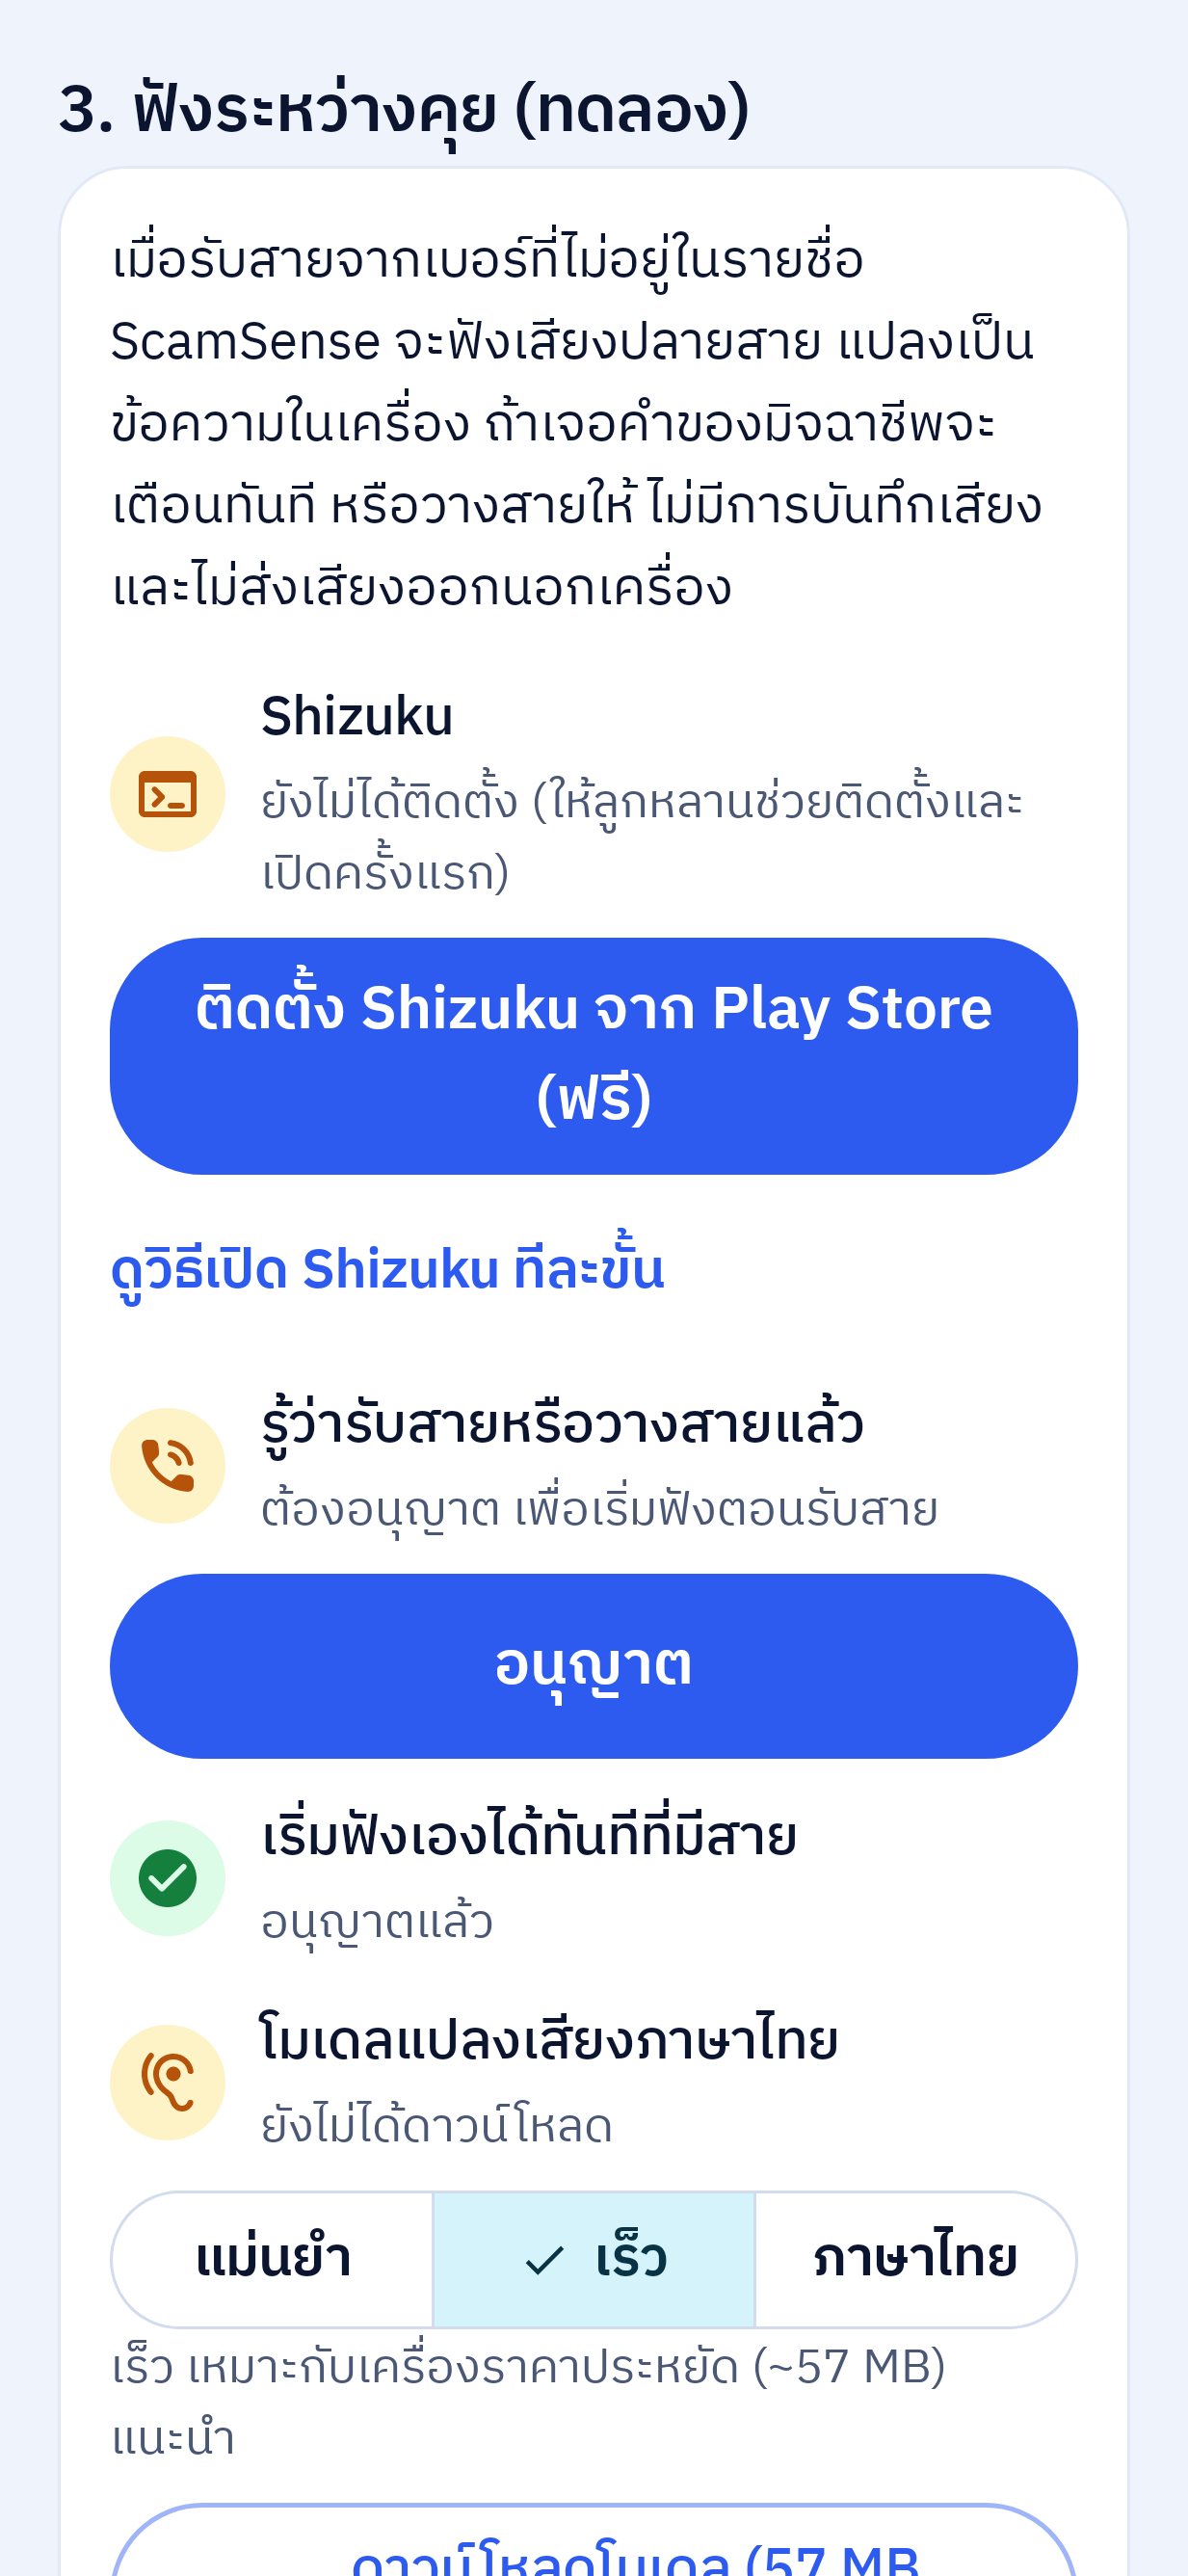 3. ฟังระหว่างคุย (ทดลอง)
เมื่อรับสายจากเบอร์ที่ไม่อยู่ในรายชื่อ
ScamSense จะฟังเสียงปลายสาย แปลงเป็น
ข้อความในเครื่อง ถ้าเจอคำของมิจฉาชีพจะ
เตือนทันที หรือวางสายให้ ไม่มีการบันทึกเสียง
และไม่ส่งเสียงออกนอกเครื่อง
Shizuku
ยังไม่ได้ติดตั้ง (ให้ลูกหลานช่วยติดตั้งและ
เปิดครั้งแรก)
ติดตั้ง Shizuku จาก Play Store
(ฟรี)
ดูวิธีเปิด Shizuku ทีละขั้น
รู้ว่ารับสายหรือวางสายแล้ว
ต้องอนุญาต เพื่อเริ่มฟังตอนรับสาย
อนุญาต
เริ่มฟังเองได้ทันทีที่มีสาย
อนุญาตแล้ว
โมเดลแปลงเสียงภาษาไทย
ยังไม่ได้ดาวน์โหลด
แม่นยำ
เร็ว
ภาษาไทย
เร็ว เหมาะกับเครื่องราคาประหยัด (~57 MB)
แนะนำ
ดาวน์โหลดโมเดล (57 MB